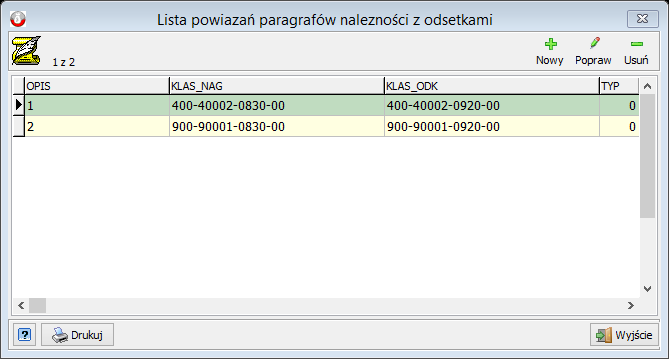 Lista powiazań paragrafów nalezności z odsetkami
1 z 2
Nowy Popraw Usuń
OPIS KLAS_NAG KLAS_ODK TYP
1 400-40002-0830-00 400-40002-0920-00 0
2 900-90001-0830-00 900-90001-0920-00 0
? Drukuj Wyjście